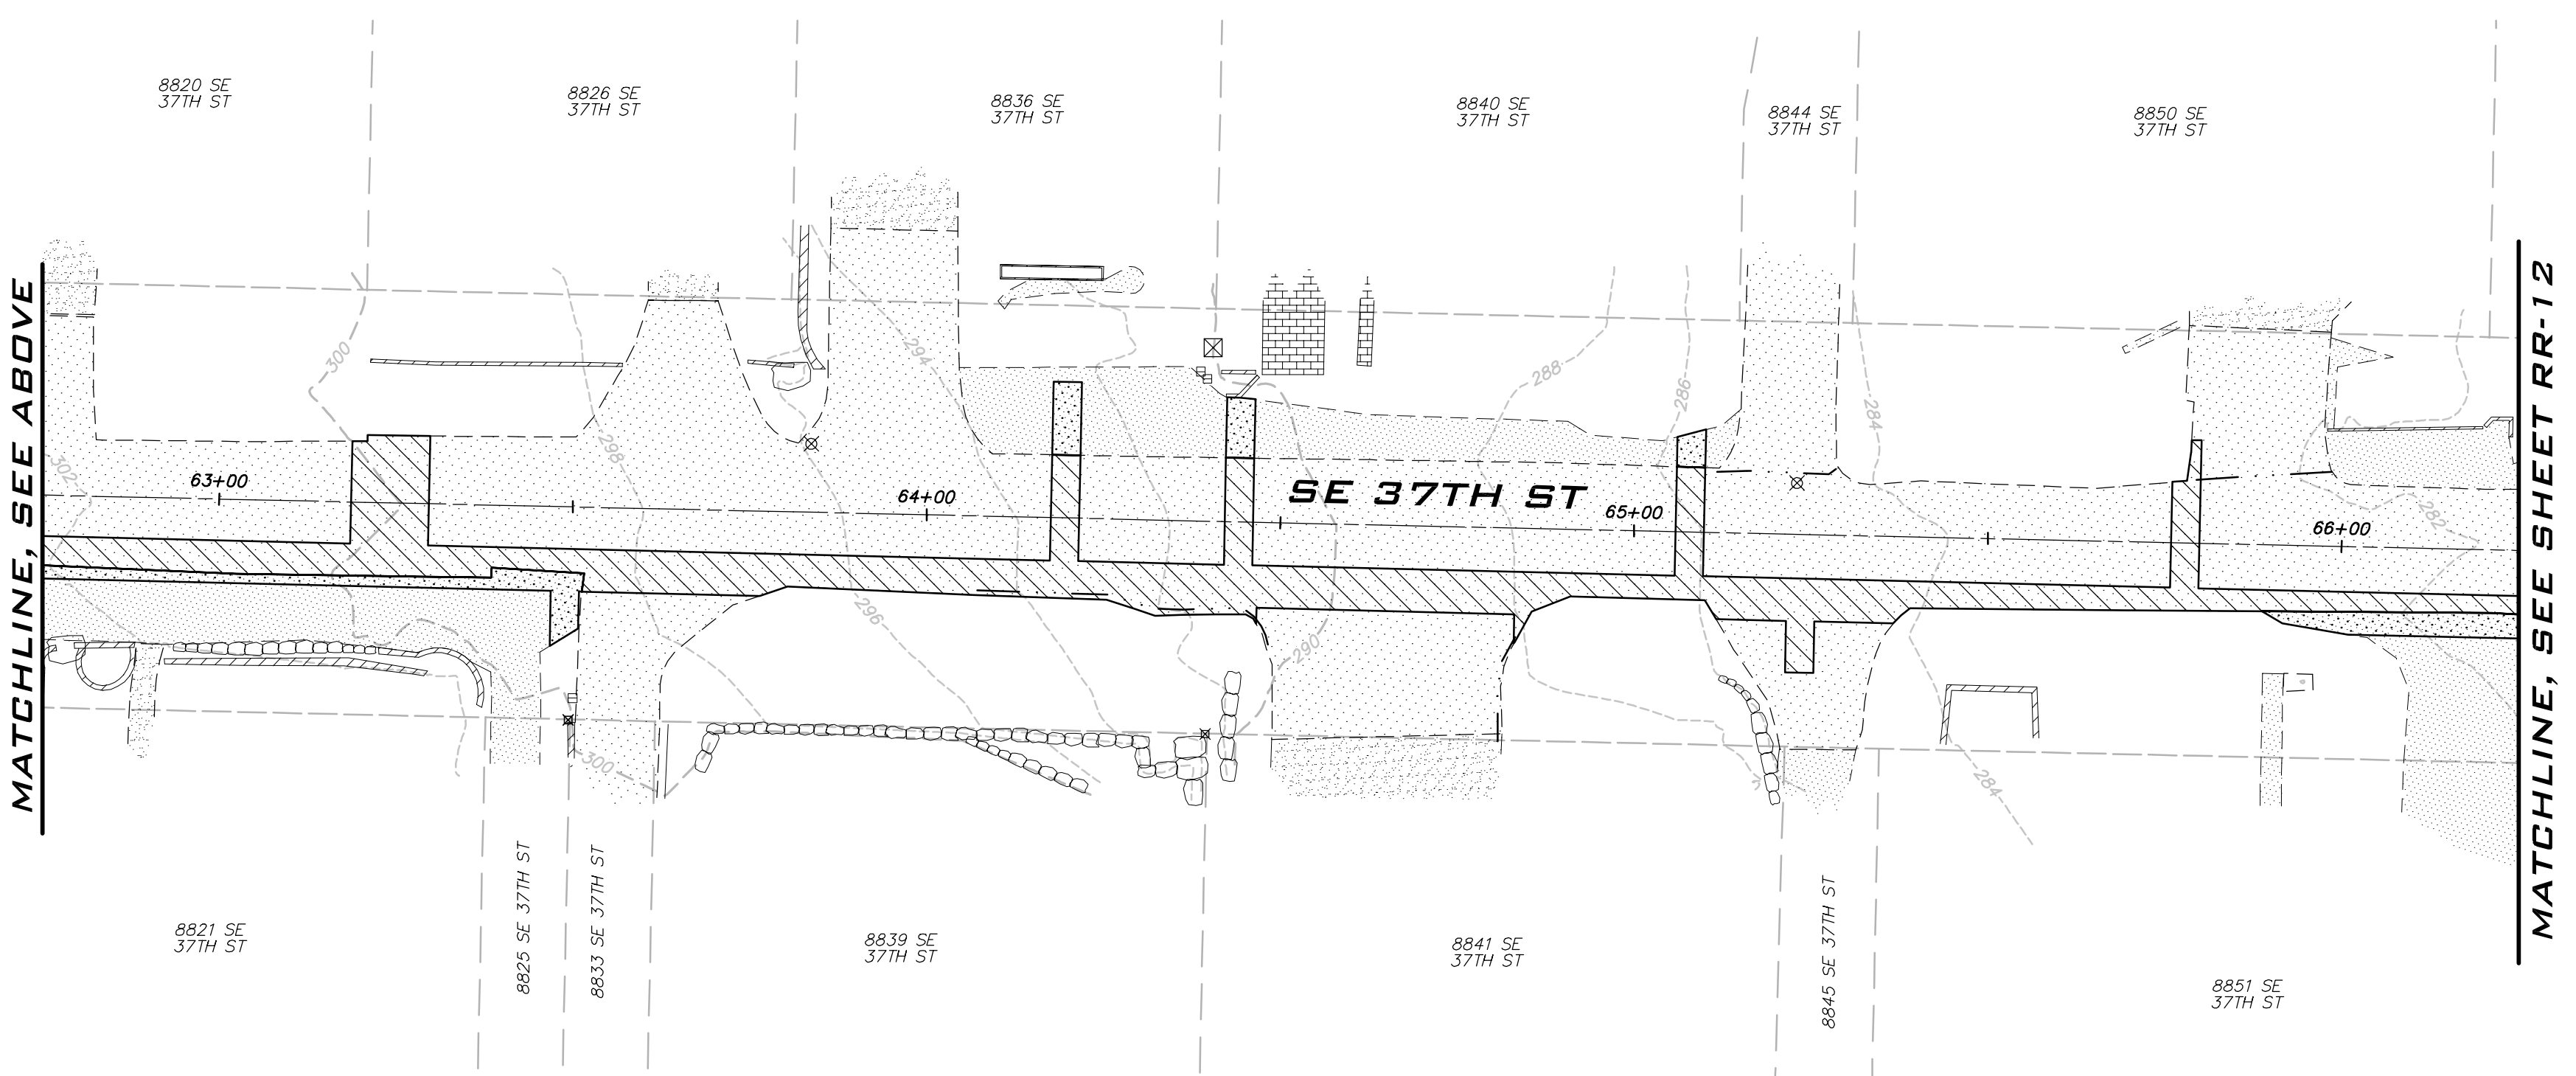 8820 SE
37TH ST
8826 SE
37TH ST
8836 SE
37TH ST
8840 SE
37TH ST
8844 SE
37TH ST
8850 SE
37TH ST
MATCHLINE, SEE ABOVE
300
302
63+00
298
294
64+00
296
SE 37TH ST
288
286
65+00
284
66+00
282
290
300
284
MATCHLINE, SEE SHEET RR-12
8821 SE
37TH ST
8825 SE 37TH ST
8833 SE 37TH ST
8839 SE
37TH ST
8841 SE
37TH ST
8845 SE 37TH ST
8851 SE
37TH ST